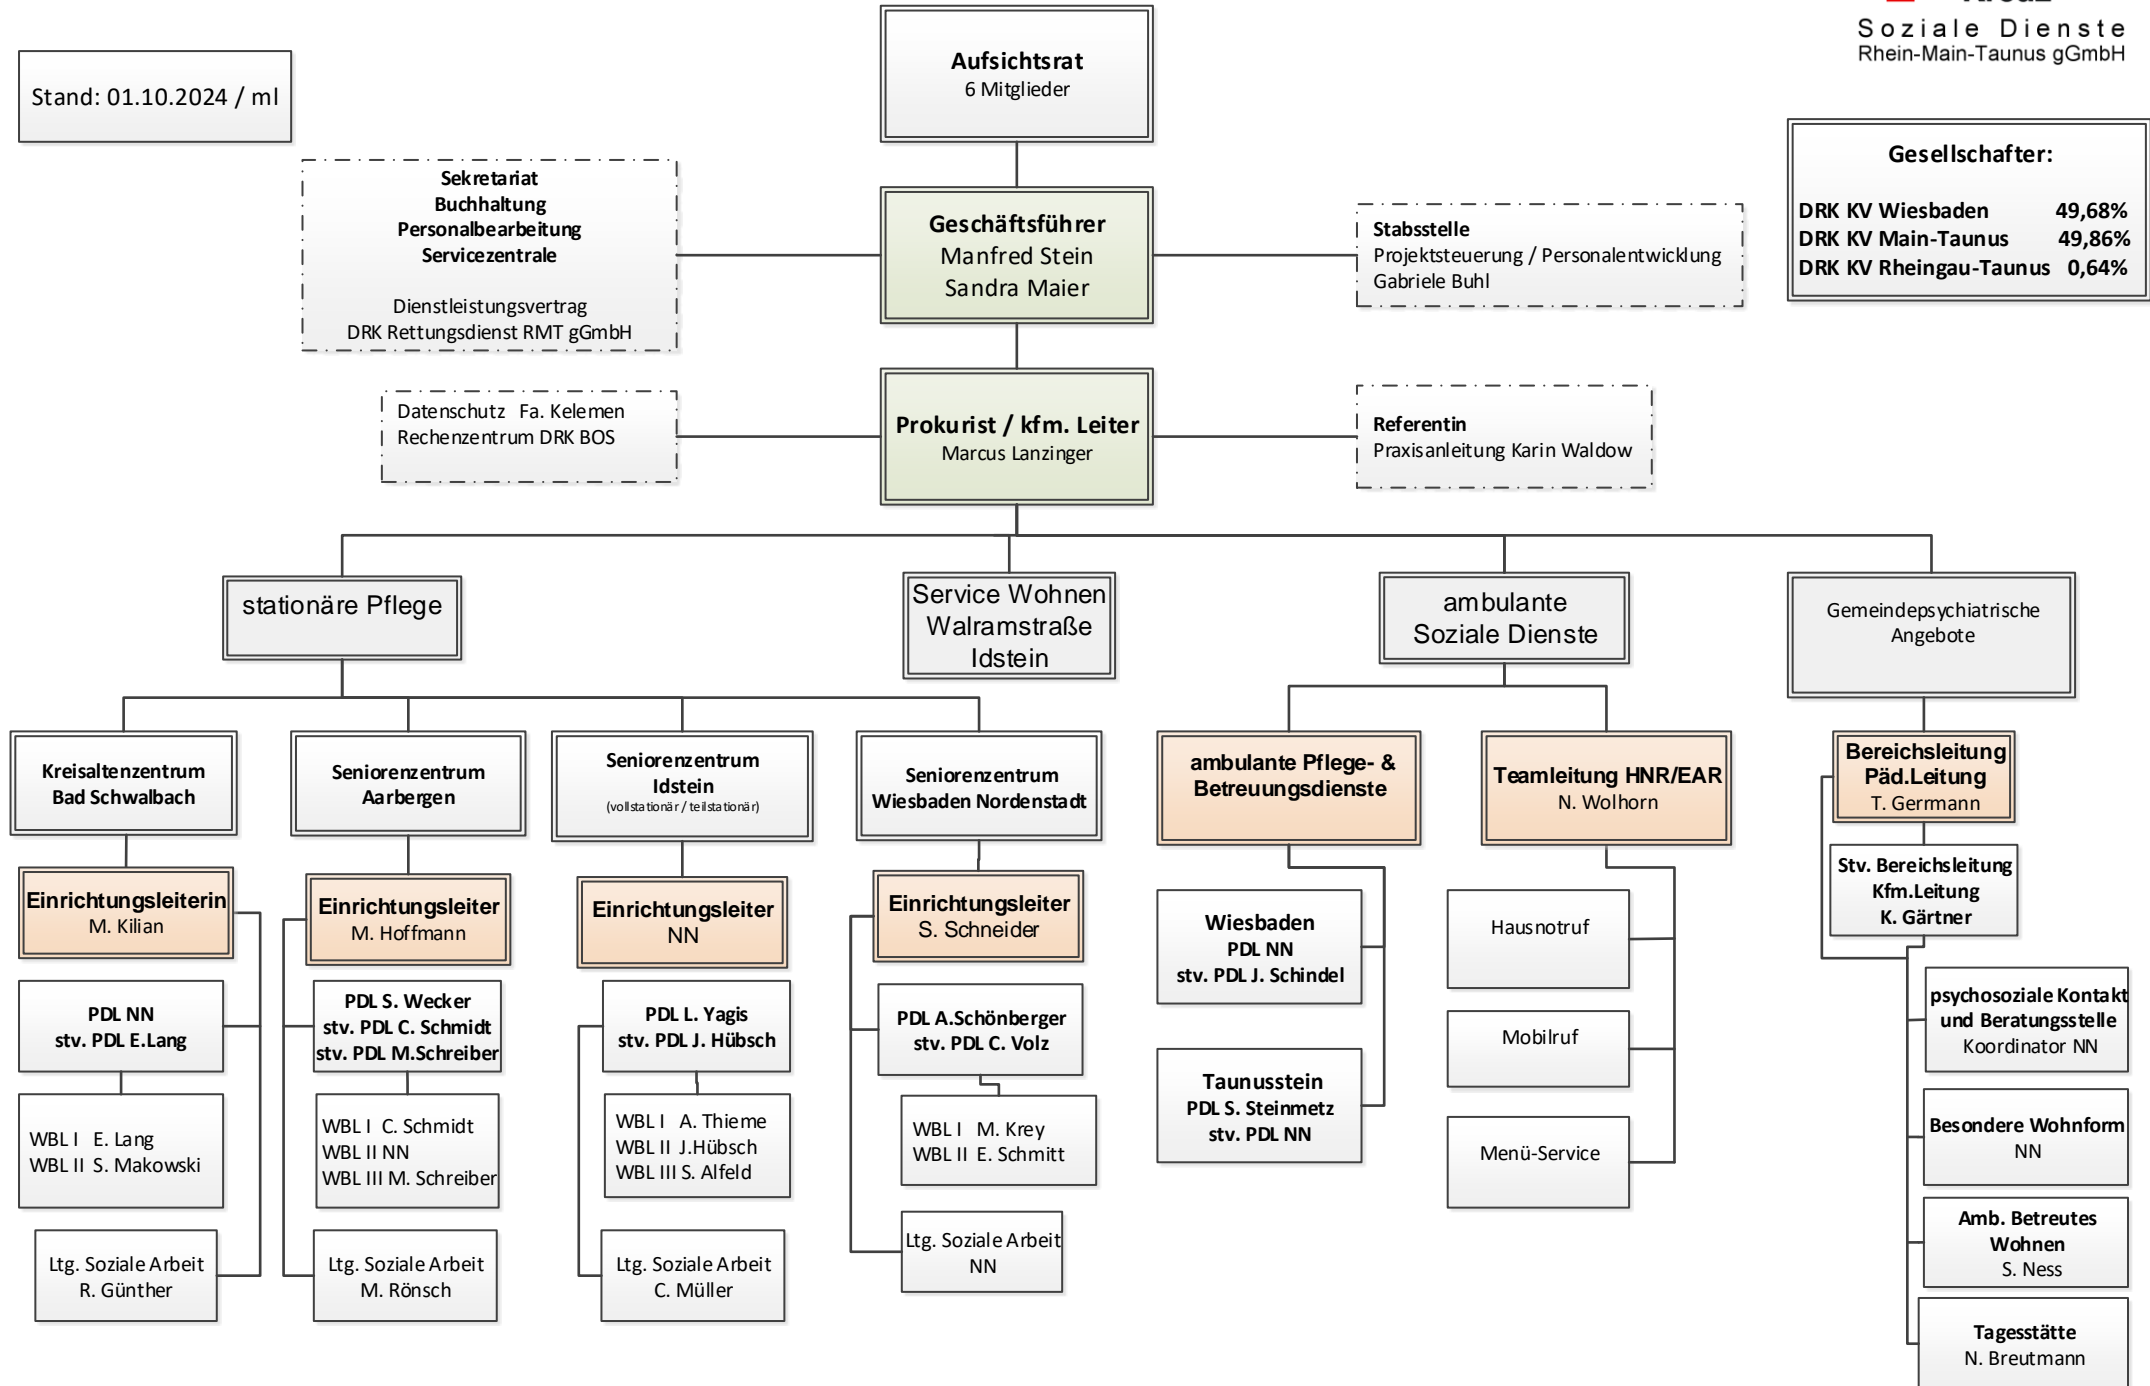 Soziale Dienste
Rhein-Main-Taunus gGmbH
Stand: 01.10.2024 / ml
Aufsichtsrat
6 Mitglieder
Gesellschafter:
DRK KV Wiesbaden 49,68%
DRK KV Main-Taunus 49,86%
DRK KV Rheingau-Taunus 0,64%
Sekretariat
Buchhaltung
Personalbearbeitung
Servicezentrale
Dienstleistungsvertrag
DRK Rettungsdienst RMT gGmbH
Geschäftsführer
Manfred Stein
Sandra Maier
Stabsstelle
Projektsteuerung / Personalentwicklung
Gabriele Buhl
Datenschutz Fa. Kelemen
Rechenzentrum DRK BOS
Prokurist / kfm. Leiter
Marcus Lanzinger
Referentin
Praxisanleitung Karin Waldow
stationäre Pflege
Service Wohnen
Walramstraße
Idstein
ambulante
Soziale Dienste
Gemeindepsychiatrische
Angebote
Kreisaltenzentrum
Bad Schwalbach
Einrichtungsleiterin
M. Kilian
PDL NN
stv. PDL E.Lang
WBL I E. Lang
WBL II S. Makowski
Ltg. Soziale Arbeit
R. Günther
Seniorenzentrum
Aarbergen
Einrichtungsleiter
M. Hoffmann
PDL S. Wecker
stv. PDL C. Schmidt
stv. PDL M.Schreiber
WBL I C. Schmidt
WBL II NN
WBL III M. Schreiber
Ltg. Soziale Arbeit
M. Rönsch
Seniorenzentrum
Idstein
(vollstationär / teilstationär)
Einrichtungsleiter
NN
PDL L. Yagis
stv. PDL J. Hübsch
WBL I A. Thieme
WBL II J.Hübsch
WBL III S. Alfeld
Ltg. Soziale Arbeit
C. Müller
Seniorenzentrum
Wiesbaden Nordenstadt
Einrichtungsleiter
S. Schneider
PDL A.Schönberger
stv. PDL C. Volz
WBL I M. Krey
WBL II E. Schmitt
Ltg. Soziale Arbeit
NN
ambulante Pflege- &
Betreuungsdienste
Wiesbaden
PDL NN
stv. PDL J. Schindel
Taunusstein
PDL S. Steinmetz
stv. PDL NN
Teamleitung HNR/EAR
N. Wolhorn
Hausnotruf
Mobilruf
Menü-Service
Bereichsleitung
Päd.Leitung
T. Gerrmann
Stv. Bereichsleitung
Kfm.Leitung
K. Gärtner
psychosoziale Kontakt
und Beratungsstelle
Koordinator NN
Besondere Wohnform
NN
Amb. Betreutes
Wohnen
S. Ness
Tagesstätte
N. Breutmann